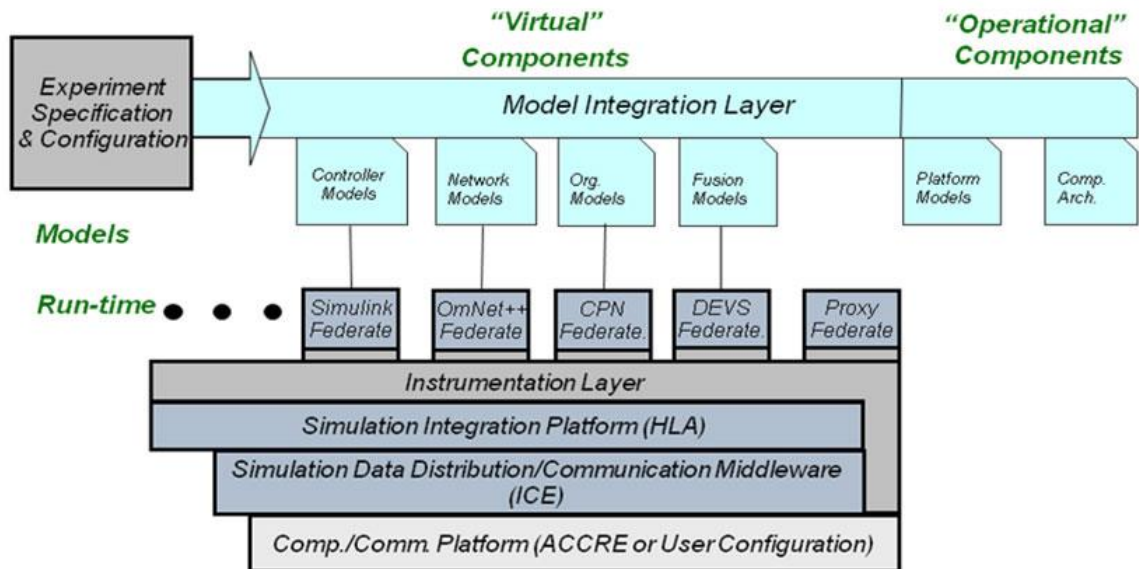 “Virtual”
Components
“Operational”
Components
Experiment
Specification
& Configuration
Model Integration Layer
Controller
Models
Network
Models
Org.
Models
Fusion
Models
Platform
Models
Comp.
Arch.
Models
Run-time
Simulink
Federate
OmNet++
Federate
CPN
Federate.
DEVS
Federate.
Proxy
Federate
Instrumentation Layer
Simulation Integration Platform (HLA)
Simulation Data Distribution/Communication Middleware
(ICE)
Comp./Comm. Platform (ACCRE or User Configuration)